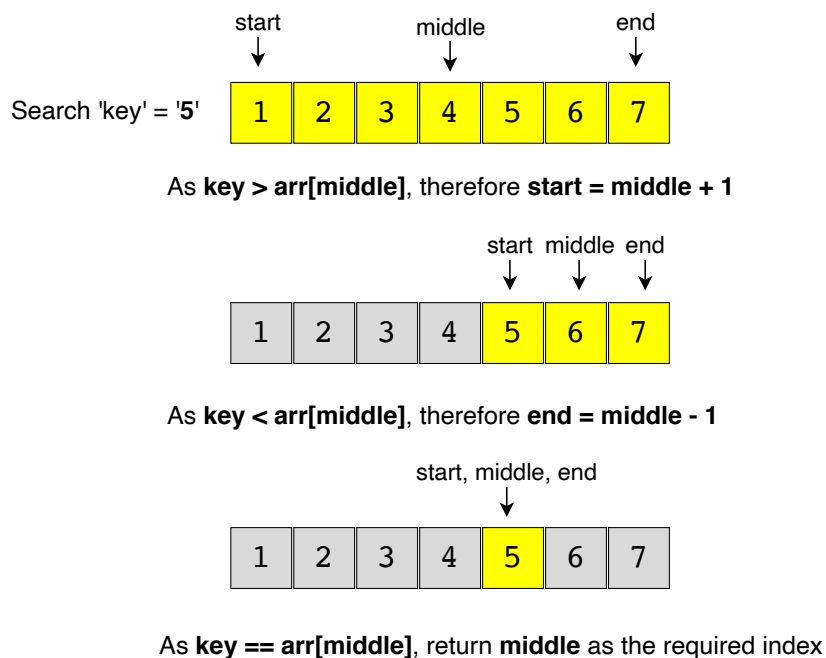 start middle end
Search 'key' = '5' 1 2 3 4 5 6 7
As key > arr[middle], therefore start = middle + 1
start middle end
1 2 3 4 5 6 7
As key < arr[middle], therefore end = middle - 1
start, middle, end
1 2 3 4 5 6 7
As key == arr[middle], return middle as the required index